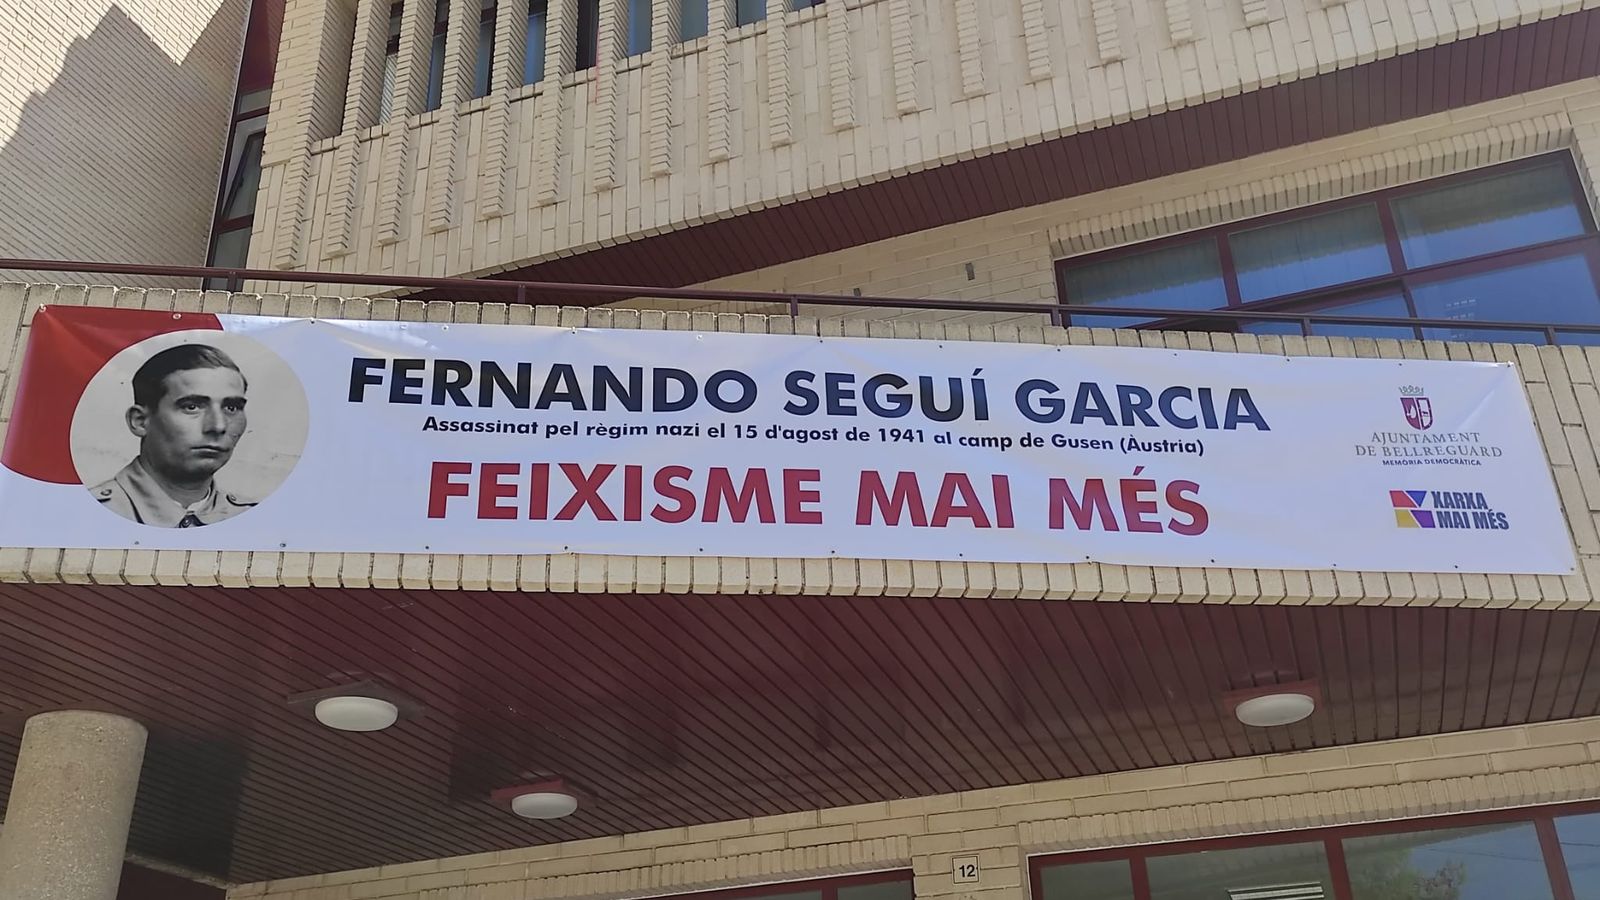 FERNANDO SEGUÍ GARCIA
Assassinat pel règim nazi el 15 d'agost de 1941 al camp de Gusen (Àustria)
FEIXISME MAI MÉS
AJUNTAMENT
DE BELLREGUARD
MEMÒRIA DEMOCRÀTICA
XARXA
MAI MÉS
12